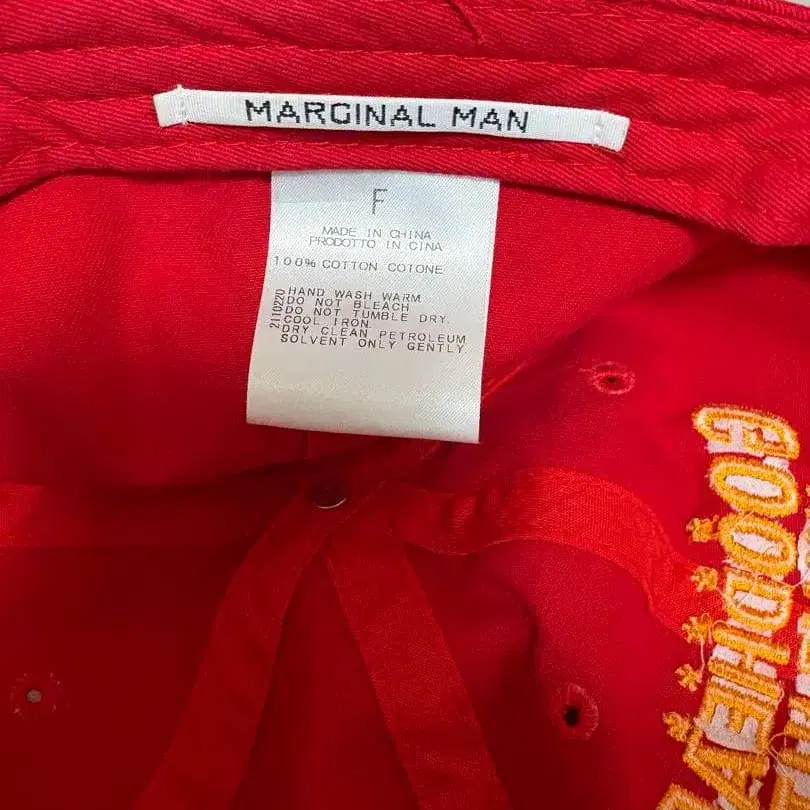 MARGINAL MAN
F
MADE IN CHINA
PRODOTTO IN CINA
100% COTTON COTONE
HAND WASH WARM
DO NOT BLEACH
DO NOT TUMBLE DRY.
COOL IRON.
DRY CLEAN PETROLEUM
SOLVENT ONLY GENTLY.
2110220